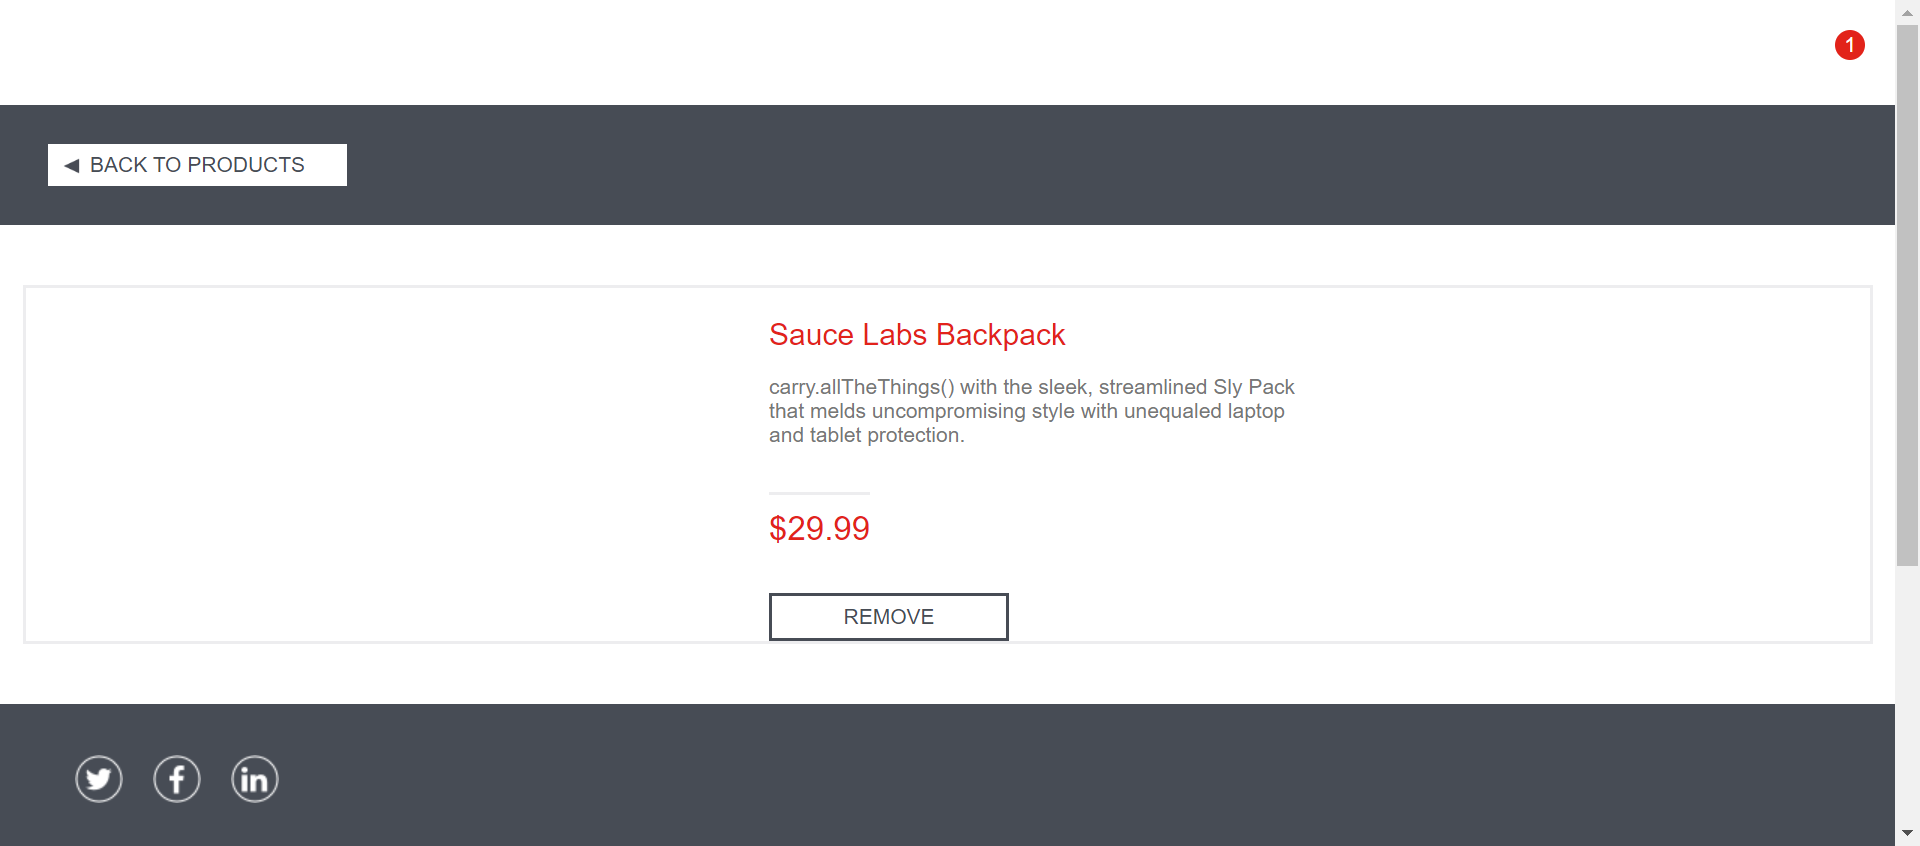 1
BACK TO PRODUCTS
Sauce Labs Backpack
carry.allTheThings() with the sleek, streamlined Sly Pack
that melds uncompromising style with unequaled laptop
and tablet protection.
$29.99
REMOVE